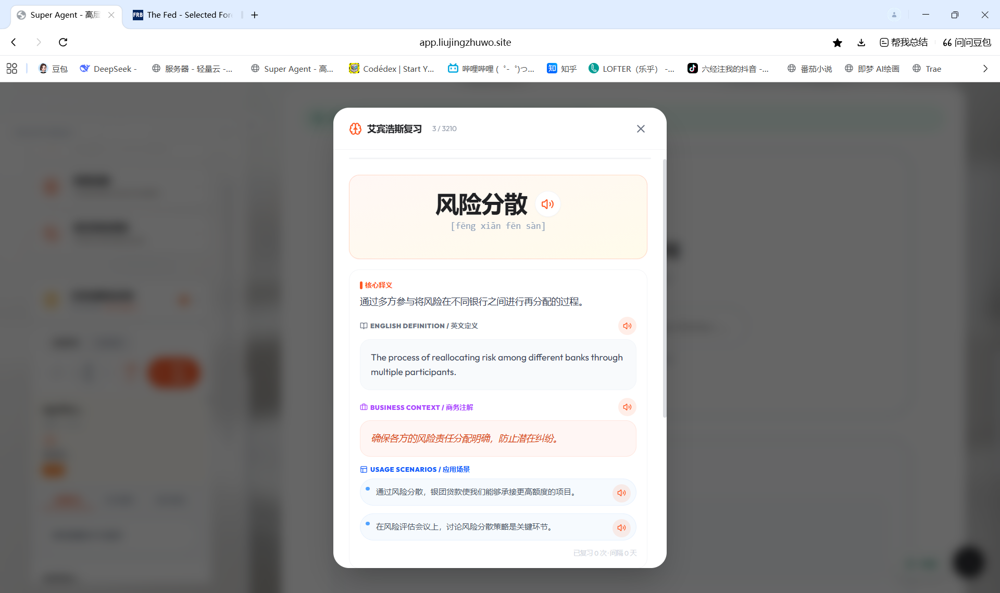 Super Agent - 高层
The Fed - Selected For
app.liujingzhuwo.site
帮我总结
问问豆包
豆包
DeepSeek -
服务器 - 轻量云 -...
Super Agent - 高...
Codédex | Start Y...
哔哩哔哩 ( ゜- ゜)つ...
知乎
LOFTER（乐乎） -...
六经注我的抖音 -...
番茄小说
即梦 AI绘画
Trae
艾宾浩斯复习
3 / 3210
风险分散
[fēng xiǎn fēn sàn]
核心释义
通过多方参与将风险在不同银行之间进行再分配的过程。
ENGLISH DEFINITION / 英文定义
The process of reallocating risk among different banks through
multiple participants.
BUSINESS CONTEXT / 商务注解
确保各方的风险责任分配明确，防止潜在纠纷。
USAGE SCENARIOS / 应用场景
通过风险分散，银团贷款使我们能够承接更高额度的项目。
在风险评估会议上，讨论风险分散策略是关键环节。
已复习 0 次 · 间隔 0 天